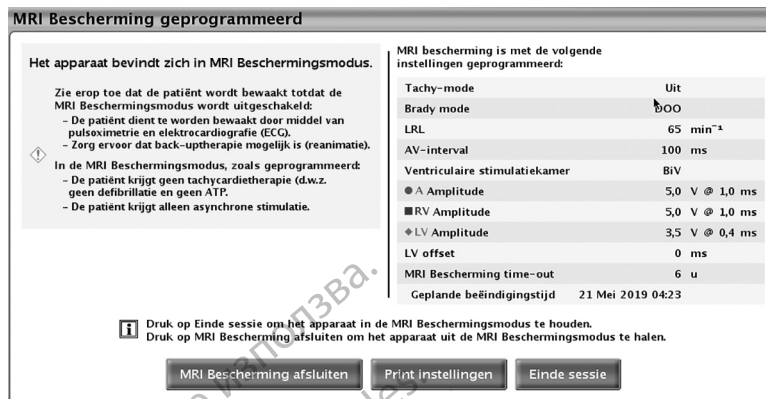 MRI Bescherming geprogrammeerd
Het apparaat bevindt zich in MRI Beschermingsmodus.
Zie erop toe dat de patiënt wordt bewaakt totdat de
MRI Beschermingsmodus wordt uitgeschakeld:
– De patiënt dient te worden bewaakt door middel van
pulsoximetrie en elektrocardiografie (ECG).
– Zorg ervoor dat back-uptherapie mogelijk is (reanimatie).
In de MRI Beschermingsmodus, zoals geprogrammeerd:
– De patiënt krijgt geen tachycardietherapie (d.w.z.
geen defibrillatie en geen ATP.
– De patiënt krijgt alleen asynchrone stimulatie.
MRI bescherming is met de volgende
instellingen geprogrammeerd:
Tachy-mode Uit
Brady mode DOO
LRL 65 min⁻¹
AV-interval 100 ms
Ventriculaire stimulatiekamer BiV
A Amplitude 5,0 V @ 1,0 ms
RV Amplitude 5,0 V @ 1,0 ms
LV Amplitude 3,5 V @ 0,4 ms
LV offset 0 ms
MRI Bescherming time-out 6 u
Geplande beëindigingstijd 21 Mei 2019 04:23
Druk op Einde sessie om het apparaat in de MRI Beschermingsmodus te houden.
Druk op MRI Bescherming afsluiten om het apparaat uit de MRI Beschermingsmodus te halen.
MRI Bescherming afsluiten Print instellingen Einde sessie